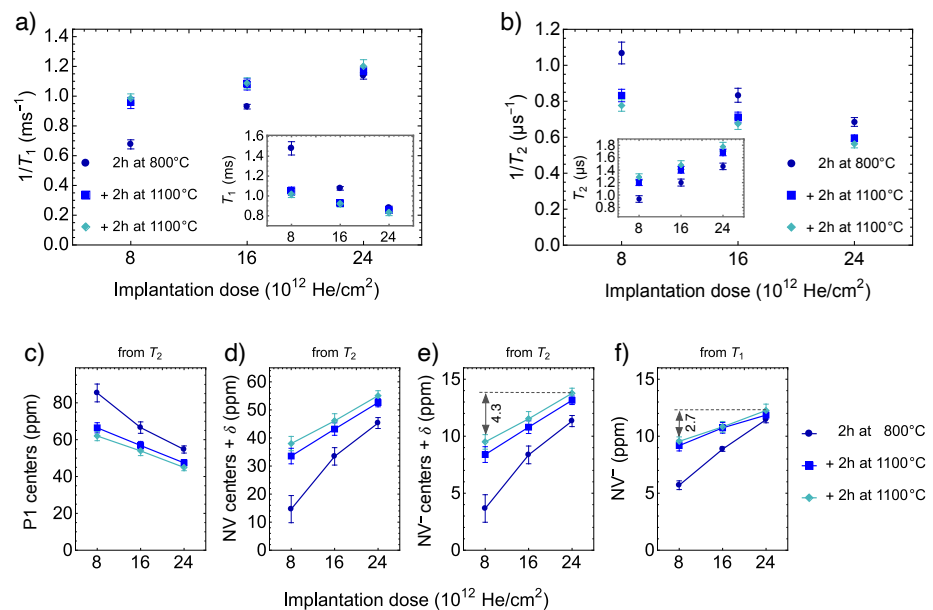 a)
1.4
1.2
1.0
0.8
0.6
0.4
0.2
0.0
1/T1 (ms⁻¹)
8
16
24
Implantation dose (10¹² He/cm²)
1.6
1.4
1.2
1.0
0.8
T1 (ms)
8
16
24
2h at 800°C
+ 2h at 1100°C
+ 2h at 1100°C
b)
1.2
1.0
0.8
0.6
0.4
0.2
0.0
1/T2 (μs⁻¹)
8
16
24
Implantation dose (10¹² He/cm²)
1.8
1.6
1.4
1.2
1.0
0.8
T2 (μs)
8
16
24
2h at 800°C
+ 2h at 1100°C
+ 2h at 1100°C
c)
from T2
80
60
40
20
0
P1 centers (ppm)
8
16
24
d)
from T2
60
50
40
30
20
10
0
NV centers + δ (ppm)
8
16
24
e)
from T2
15
10
5
0
NV⁻ centers + δ (ppm)
4.3
8
16
24
f)
from T1
15
10
5
0
NV⁻ (ppm)
2.7
8
16
24
2h at 800°C
+ 2h at 1100°C
+ 2h at 1100°C
Implantation dose (10¹² He/cm²)